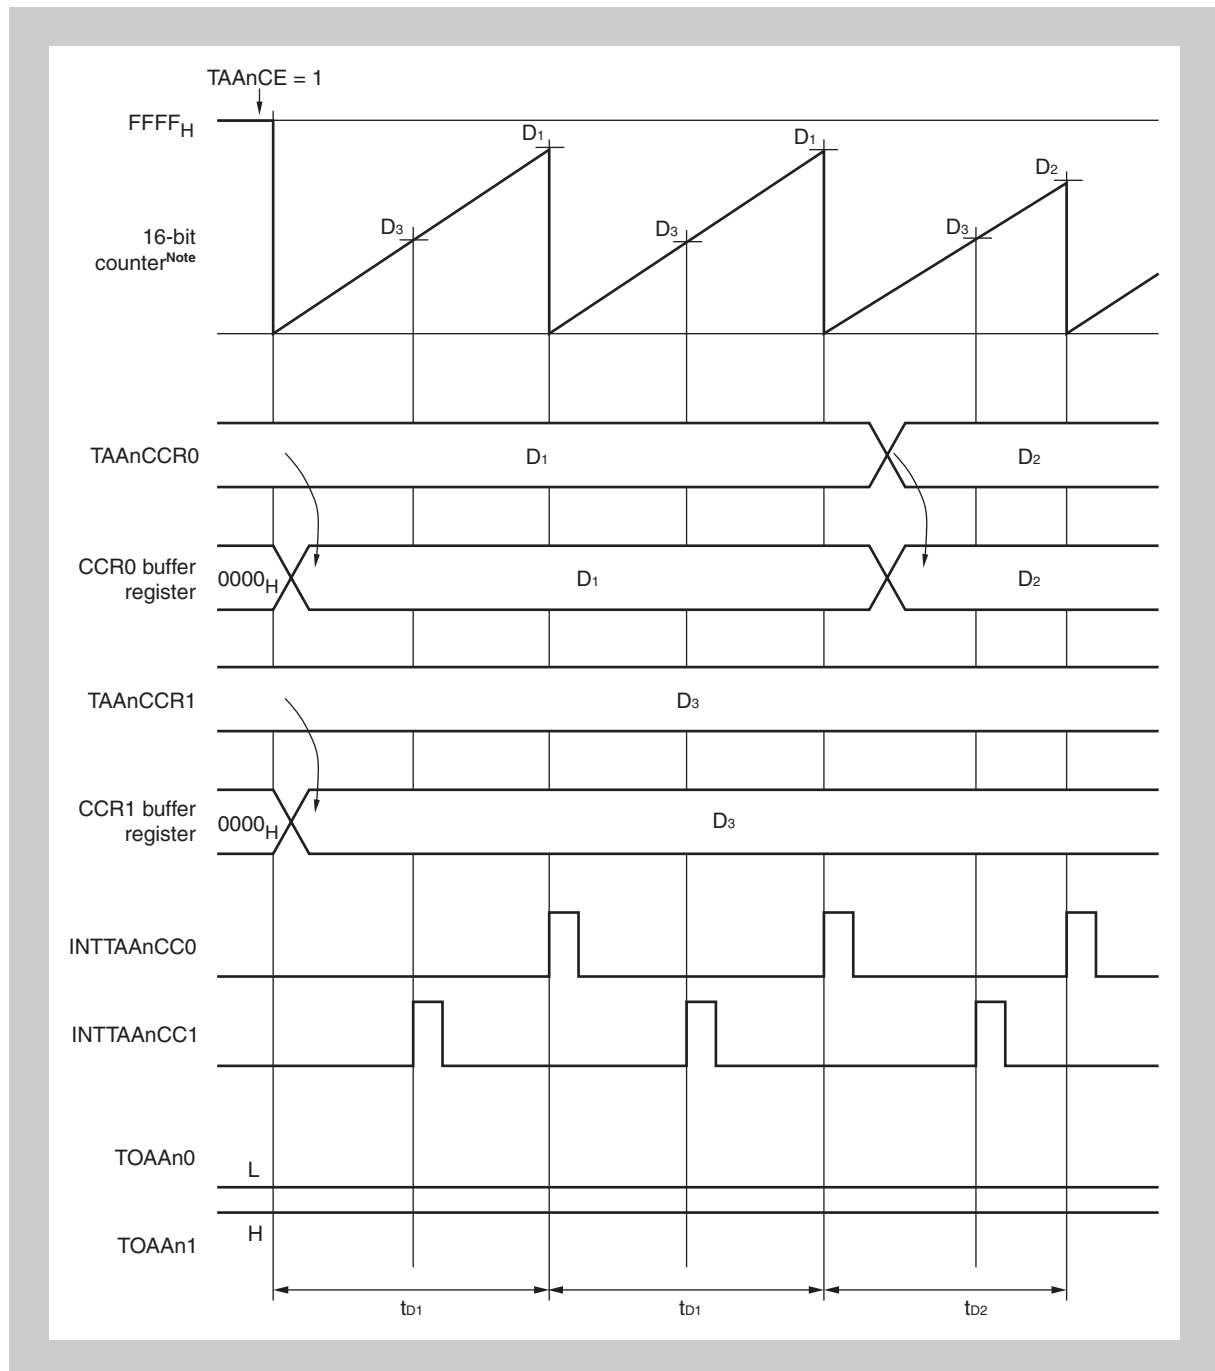 TAAnCE = 1
FFFFH
D1
D1
D2
D3
D3
D3
16-bit
counterNote
TAAnCCR0
D1
D2
CCR0 buffer
register
0000H
D1
D2
TAAnCCR1
D3
CCR1 buffer
register
0000H
D3
INTTAAnCC0
INTTAAnCC1
TOAAn0
L
H
TOAAn1
tD1
tD1
tD2